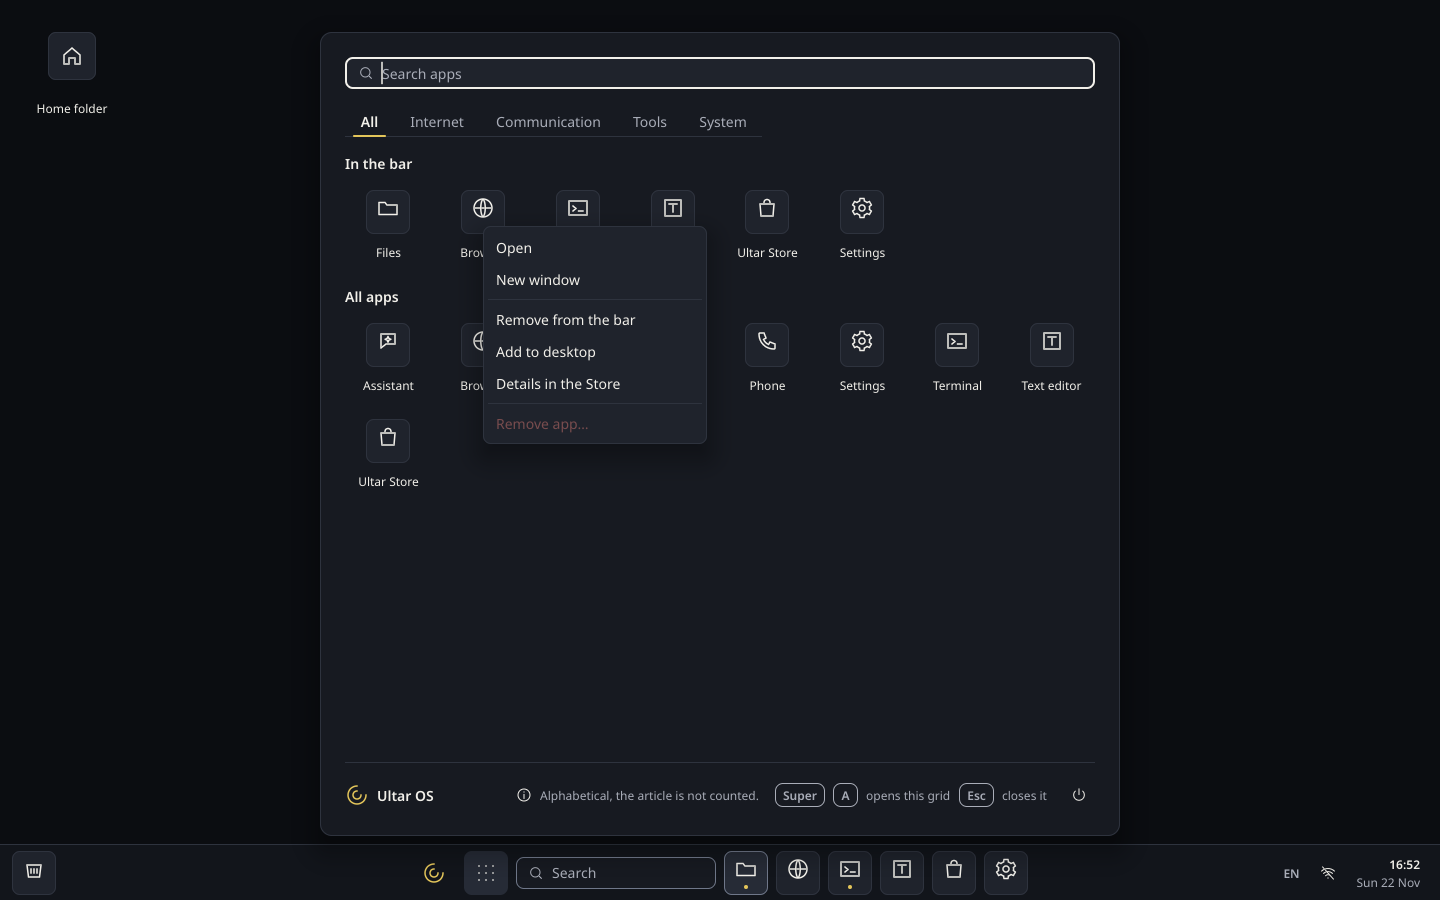 Home folder
Search apps
All Internet Communication Tools System
In the bar
Files
Ultar Store
Settings
Open
New window
Remove from the bar
Add to desktop
Details in the Store
Remove app...
All apps
Assistant
Phone
Settings
Terminal
Text editor
Ultar Store
Ultar OS
Alphabetical, the article is not counted. Super A opens this grid Esc closes it
Search
EN
16:52
Sun 22 Nov